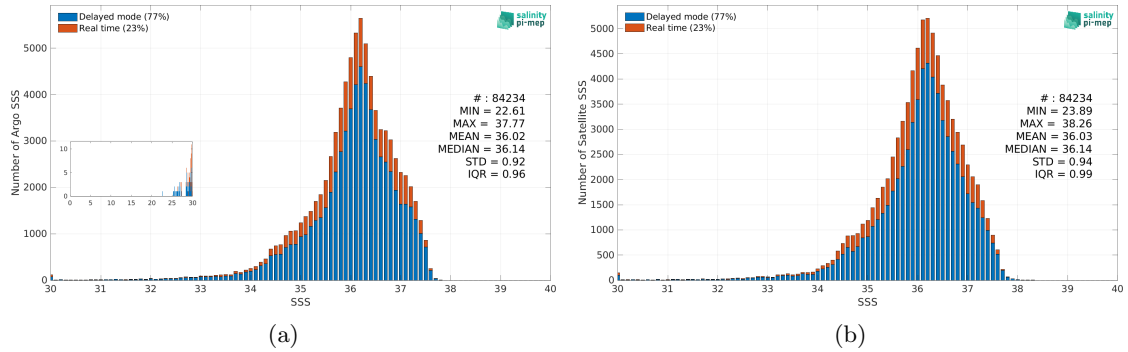 Delayed mode (77%)
Real time (23%)
salinity
pi-mep
Number of Argo SSS
5000
4000
3000
2000
1000
0
# : 84234
MIN = 22.61
MAX = 37.77
MEAN = 36.02
MEDIAN = 36.14
STD = 0.92
IQR = 0.96
10
5
0
0 5 10 15 20 25 30
30 31 32 33 34 35 36 37 38 39 40
SSS
(a)
Delayed mode (77%)
Real time (23%)
salinity
pi-mep
Number of Satellite SSS
5000
4500
4000
3500
3000
2500
2000
1500
1000
500
0
# : 84234
MIN = 23.89
MAX = 38.26
MEAN = 36.03
MEDIAN = 36.14
STD = 0.94
IQR = 0.99
30 31 32 33 34 35 36 37 38 39 40
SSS
(b)